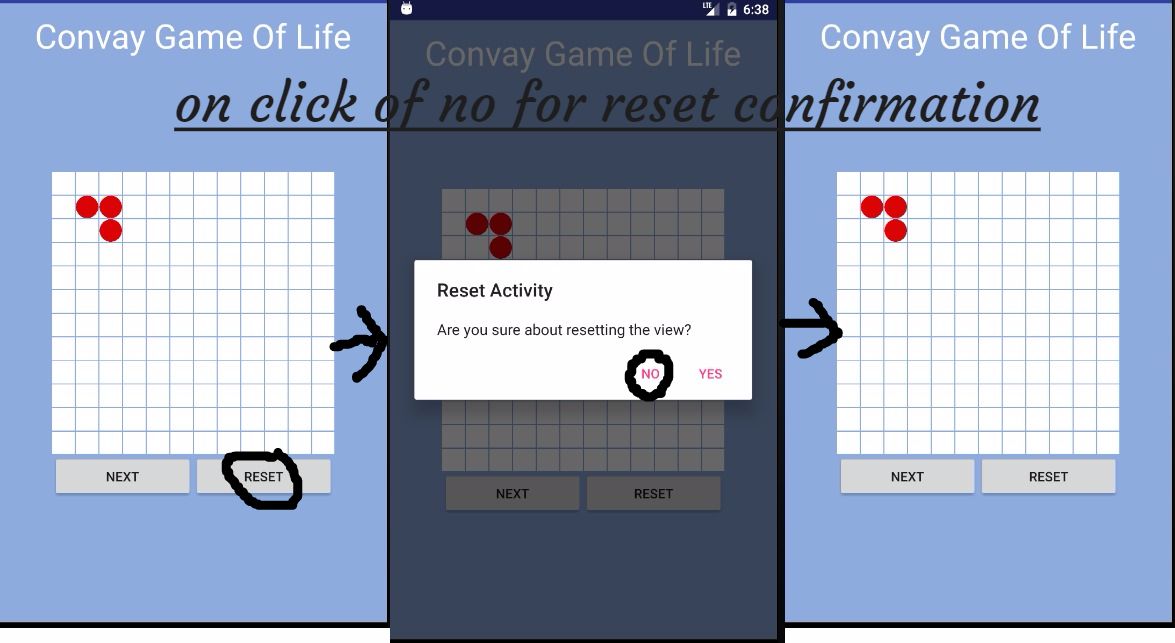 LTE 6:38
Convay Game Of Life
Convay Game Of Life
Convay Game Of Life
on click of no for reset confirmation
Reset Activity
Are you sure about resetting the view?
NO YES
NEXT RESET
NEXT RESET
NEXT RESET